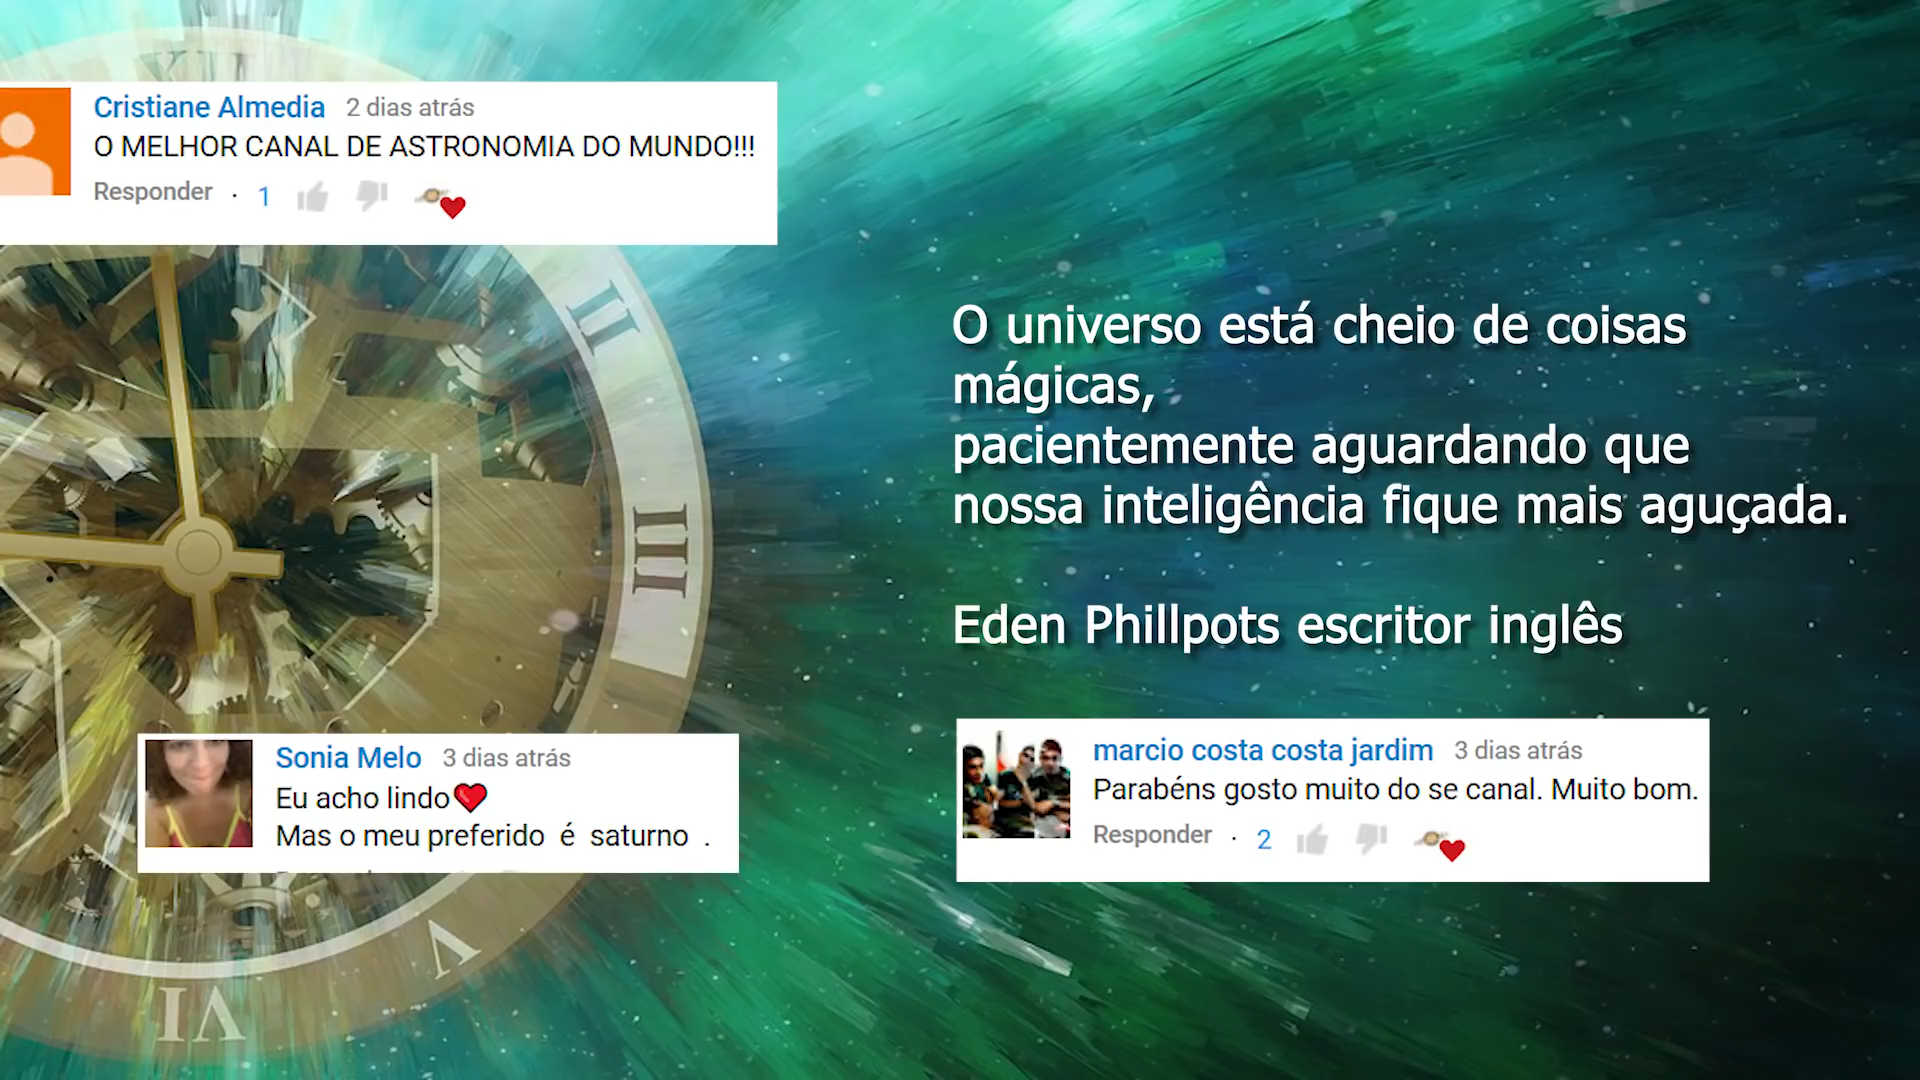 Cristiane Almedia 2 dias atrás
O MELHOR CANAL DE ASTRONOMIA DO MUNDO!!!
Responder · 1
II
III
O universo está cheio de coisas
mágicas,
pacientemente aguardando que
nossa inteligência fique mais aguçada.
Eden Phillpots escritor inglês
Sonia Melo 3 dias atrás
Eu acho lindo❤
Mas o meu preferido é saturno .
marcio costa costa jardim 3 dias atrás
Parabéns gosto muito do se canal. Muito bom.
Responder · 2
V
VI